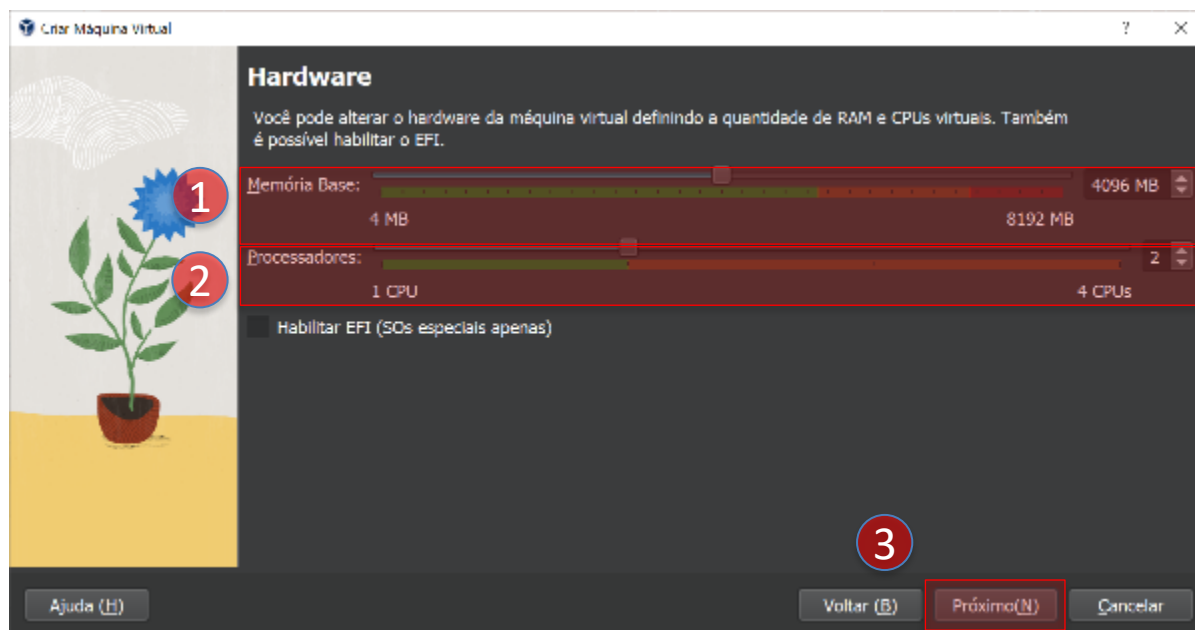 Criar Máquina Virtual
?
Hardware
Você pode alterar o hardware da máquina virtual definindo a quantidade de RAM e CPUs virtuais. Também
é possível habilitar o EFI.
1
Memória Base:
4096 MB
4 MB
8192 MB
2
Processadores:
2
1 CPU
4 CPUs
Habilitar EFI (SOs especiais apenas)
3
Ajuda (H)
Voltar (B)
Próximo(N)
Cancelar